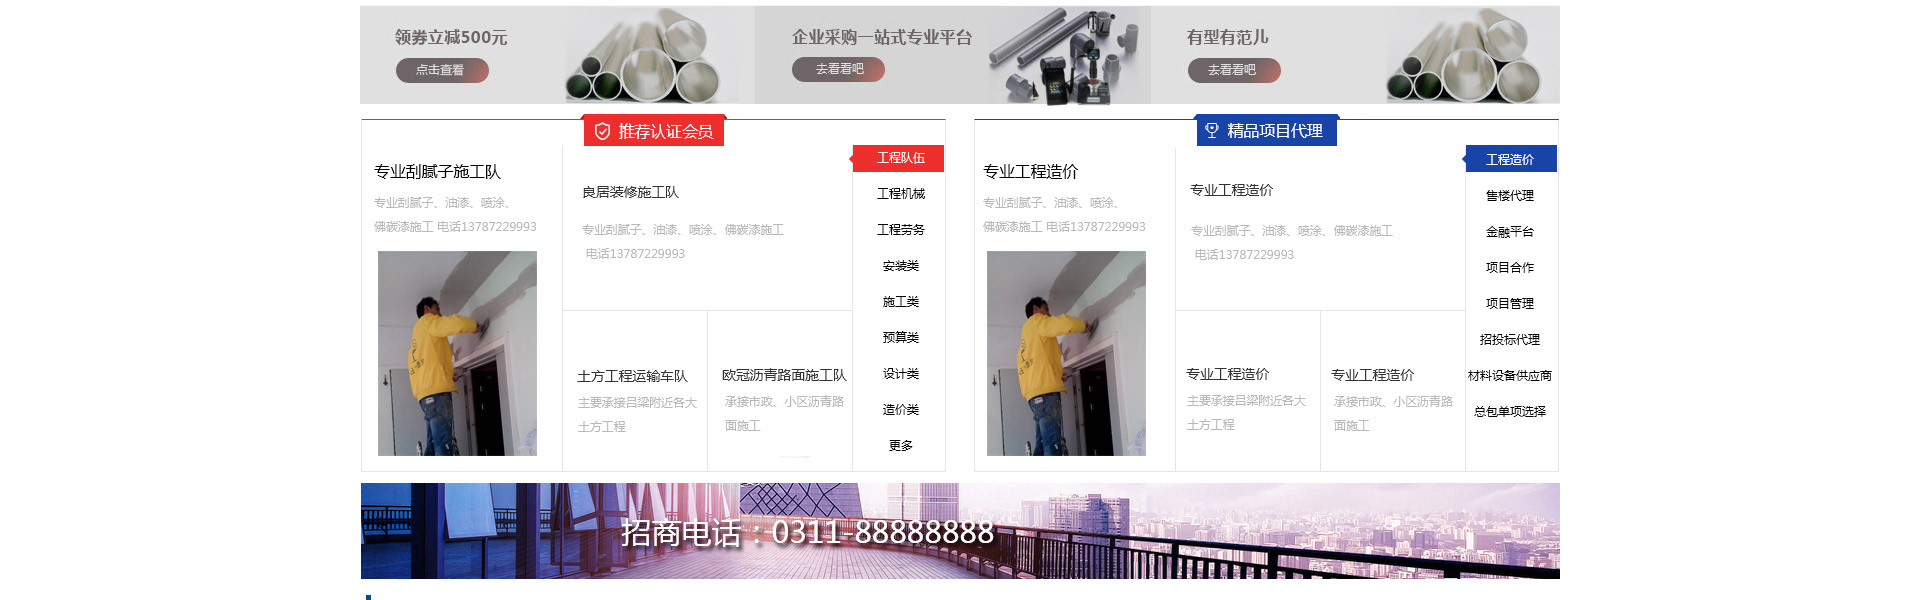 领券立减500元
点击查看
企业采购一站式专业平台
去看看吧
有型有范儿
去看看吧
推荐认证会员
专业刮腻子施工队
专业刮腻子、油漆、喷涂、
佛碳漆施工 电话13787229993
良居装修施工队
专业刮腻子、油漆、喷涂、佛碳漆施工
电话13787229993
土方工程运输车队
主要承接吕梁附近各大
土方工程
欧冠沥青路面施工队
承接市政、小区沥青路
面施工
工程队伍
工程机械
工程劳务
安装类
施工类
预算类
设计类
造价类
更多
精品项目代理
专业工程造价
专业刮腻子、油漆、喷涂、
佛碳漆施工 电话13787229993
专业工程造价
专业刮腻子、油漆、喷涂、佛碳漆施工
电话13787229993
专业工程造价
主要承接吕梁附近各大
土方工程
专业工程造价
承接市政、小区沥青路
面施工
工程造价
售楼代理
金融平台
项目合作
项目管理
招投标代理
材料设备供应商
总包单项选择
招商电话：0311-88888888